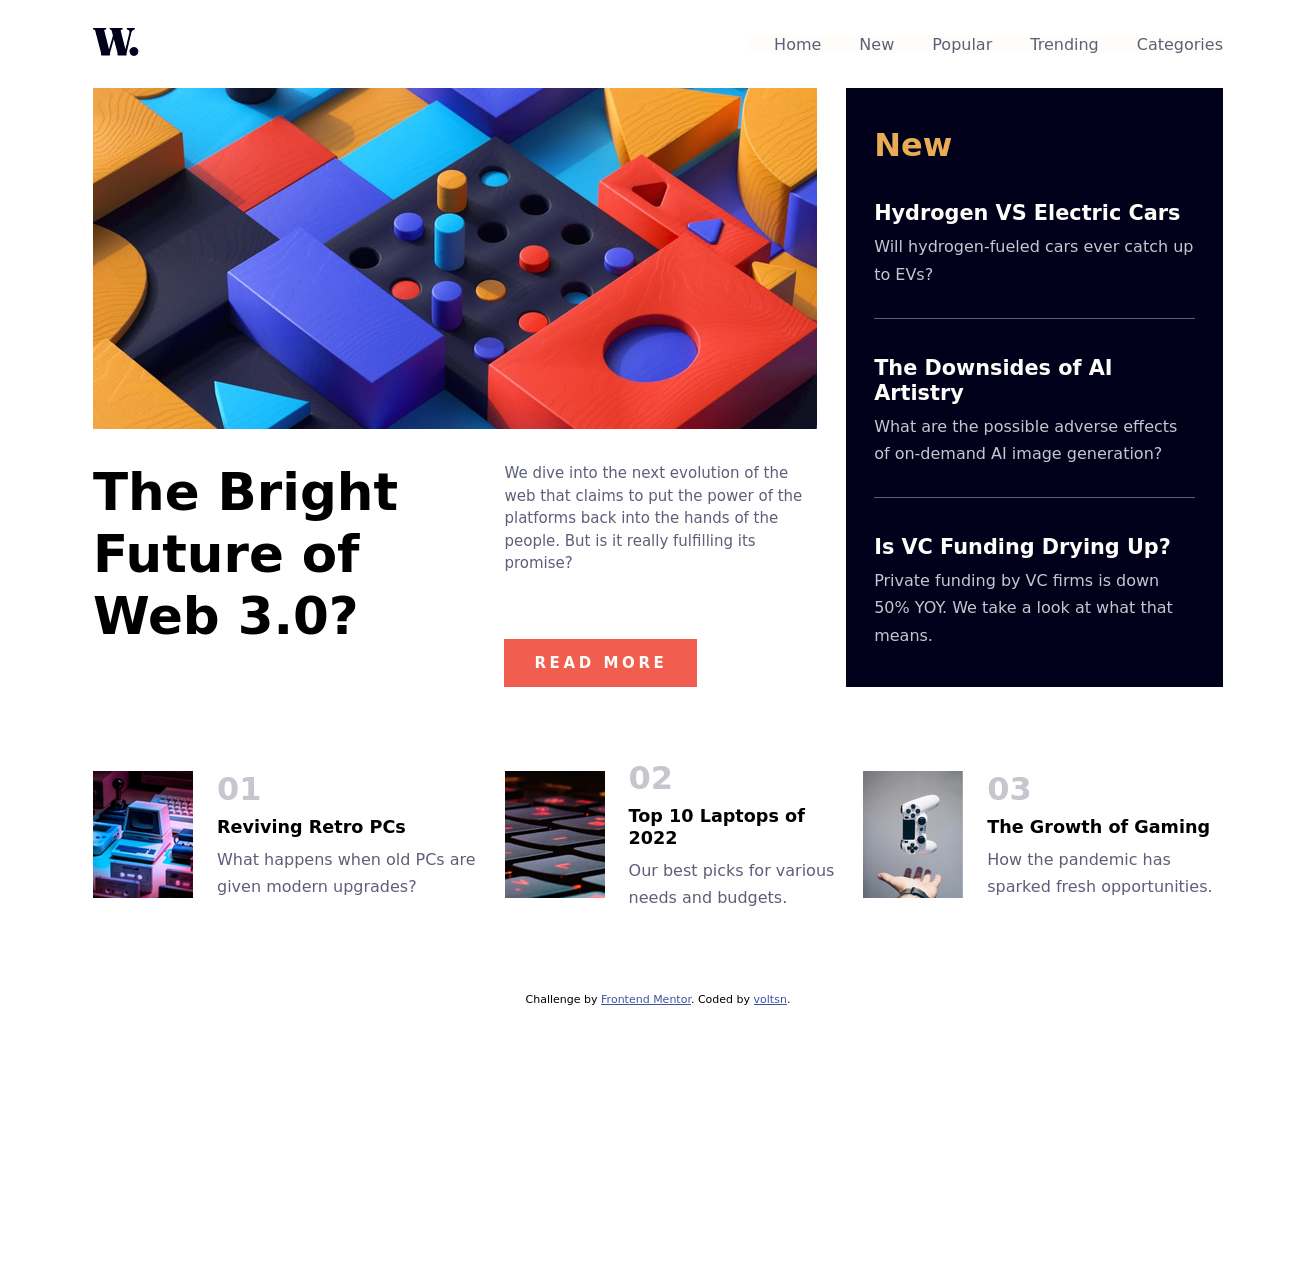 W.
Home New Popular Trending Categories
New
Hydrogen VS Electric Cars
Will hydrogen-fueled cars ever catch up
to EVs?
The Downsides of AI
Artistry
What are the possible adverse effects
of on-demand AI image generation?
Is VC Funding Drying Up?
Private funding by VC firms is down
50% YOY. We take a look at what that
means.
The Bright
Future of
Web 3.0?
We dive into the next evolution of the
web that claims to put the power of the
platforms back into the hands of the
people. But is it really fulfilling its
promise?
READ MORE
01
Reviving Retro PCs
What happens when old PCs are
given modern upgrades?
02
Top 10 Laptops of
2022
Our best picks for various
needs and budgets.
03
The Growth of Gaming
How the pandemic has
sparked fresh opportunities.
Challenge by Frontend Mentor. Coded by voltsn.